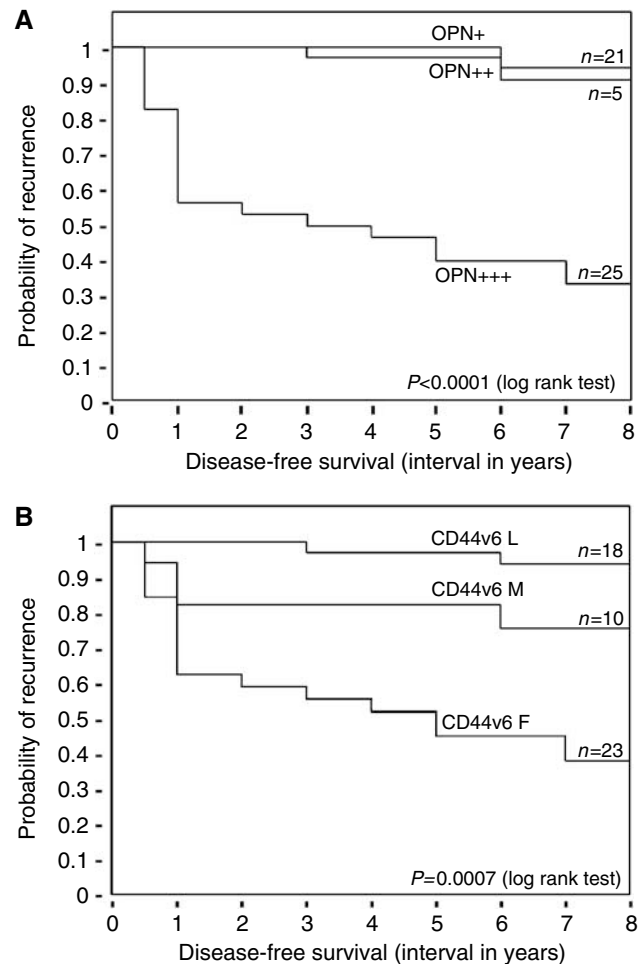 A
OPN+
1
n=21
OPN++
0.9
n=5
0.8
0.7
0.6
0.5
0.4
OPN+++
n=25
0.3
0.2
0.1
P<0.0001 (log rank test)
0
0 1 2 3 4 5 6 7 8
Probability of recurrence
Disease-free survival (interval in years)
B
CD44v6 L
1
n=18
0.9
CD44v6 M
0.8
n=10
0.7
0.6
0.5
CD44v6 F
0.4
n=23
0.3
0.2
0.1
P=0.0007 (log rank test)
0
0 1 2 3 4 5 6 7 8
Probability of recurrence
Disease-free survival (interval in years)